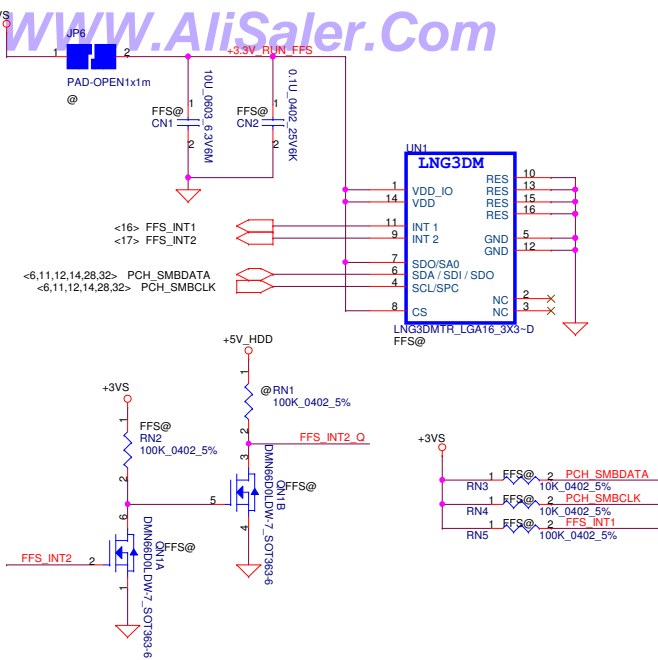 WWW.AliSaler.Com
VS
JP6
1 2
PAD-OPEN1x1m
@
+3.3V_RUN_FFS
FFS@
CN1
1
2
10U_0603_6.3V6M
FFS@
CN2
1
2
0.1U_0402_25V6K
UN1
LNG3DM
1 VDD_IO
14 VDD
11 INT 1
9 INT 2
7 SDO/SA0
6 SDA / SDI / SDO
4 SCL/SPC
8 CS
RES 10
RES 13
RES 15
RES 16
GND 5
GND 12
NC 2
NC 3
LNG3DMTR_LGA16_3X3~D
FFS@
<16> FFS_INT1
<17> FFS_INT2
<6,11,12,14,28,32> PCH_SMBDATA
<6,11,12,14,28,32> PCH_SMBCLK
+5V_HDD
1
@RN1
100K_0402_5%
2
FFS_INT2_Q
+3VS
1
FFS@
RN2
100K_0402_5%
2
3
5
4
QN1B
FFS@
DMN66D0LDW-7_SOT363-6
6
FFS_INT2 2
1
QN1A
FFS@
DMN66D0LDW-7_SOT363-6
+3VS
RN3 1 FFS@ 2 PCH_SMBDATA
10K_0402_5%
RN4 1 FFS@ 2 PCH_SMBCLK
10K_0402_5%
RN5 1 FFS@ 2 FFS_INT1
100K_0402_5%